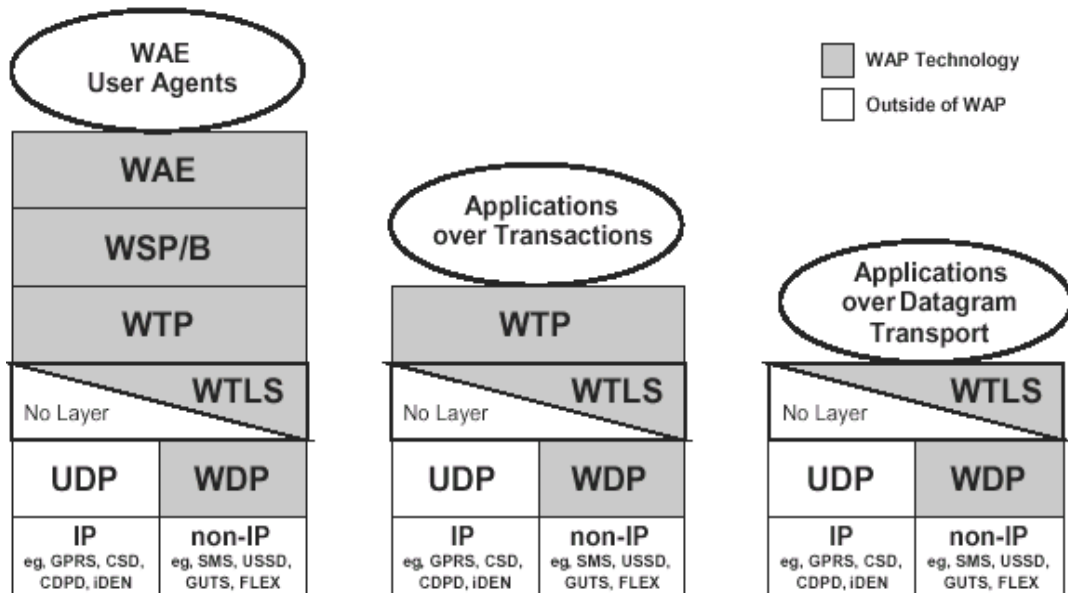 WAE
User Agents
WAP Technology
Outside of WAP
WAE
WSP/B
WTP
WTLS
No Layer
UDP
WDP
IP
eg, GPRS, CSD,
CDPD, iDEN
non-IP
eg, SMS, USSD,
GUTS, FLEX
Applications
over Transactions
WTP
WTLS
No Layer
UDP
WDP
IP
eg, GPRS, CSD,
CDPD, iDEN
non-IP
eg, SMS, USSD,
GUTS, FLEX
Applications
over Datagram
Transport
WTLS
No Layer
UDP
WDP
IP
eg, GPRS, CSD,
CDPD, iDEN
non-IP
eg, SMS, USSD,
GUTS, FLEX